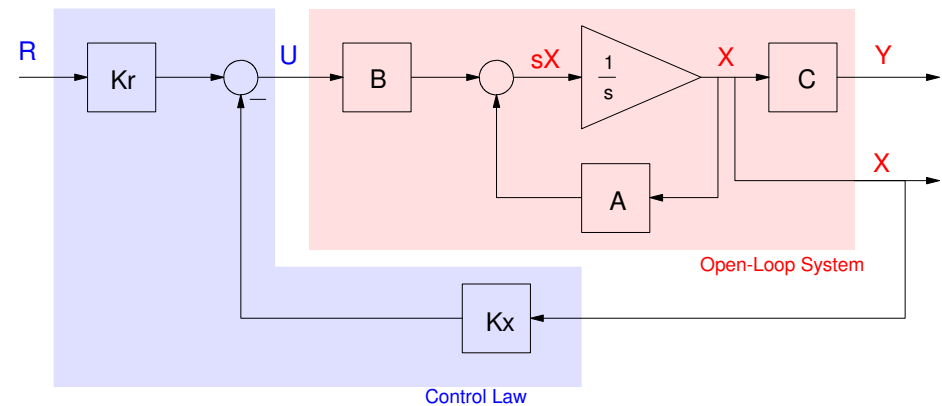 R
Kr
U
B
sX
1
s
X
C
Y
X
A
Open-Loop System
Kx
Control Law